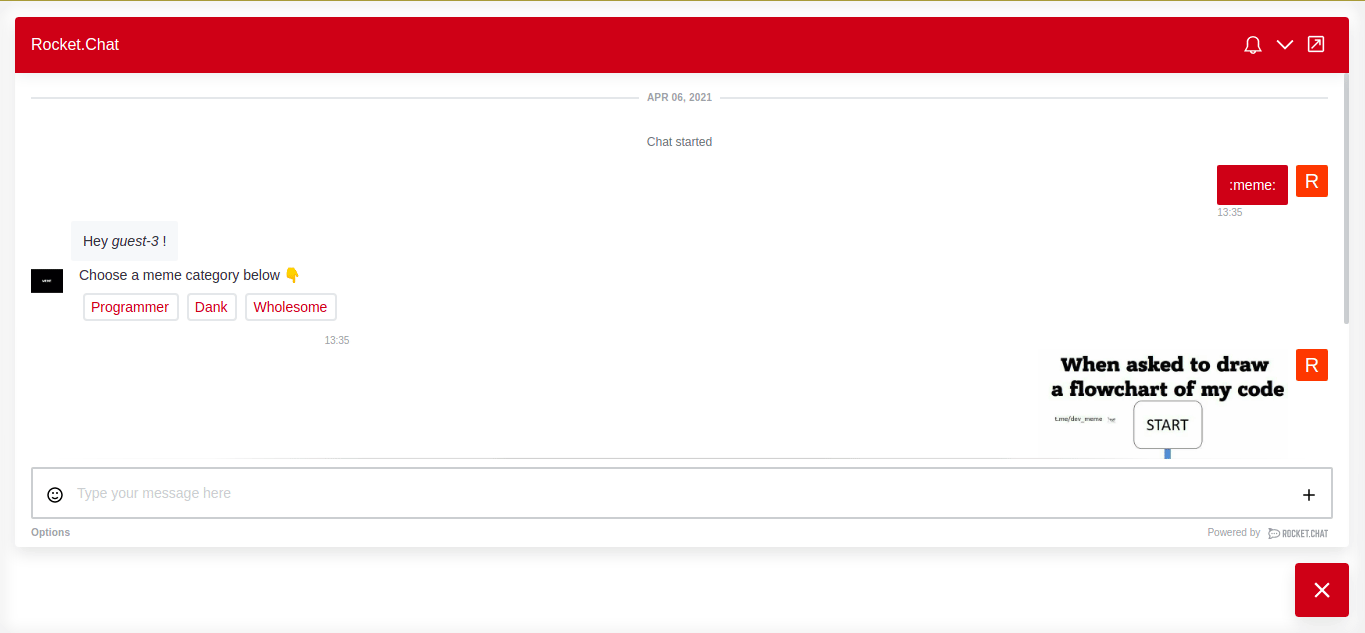 Rocket.Chat
APR 06, 2021
Chat started
:meme:
R
13:35
Hey guest-3 !
Choose a meme category below 👇
Programmer Dank Wholesome
13:35
When asked to draw
a flowchart of my code
R
t.me/dev_meme
START
Type your message here
Options
Powered by ROCKET.CHAT